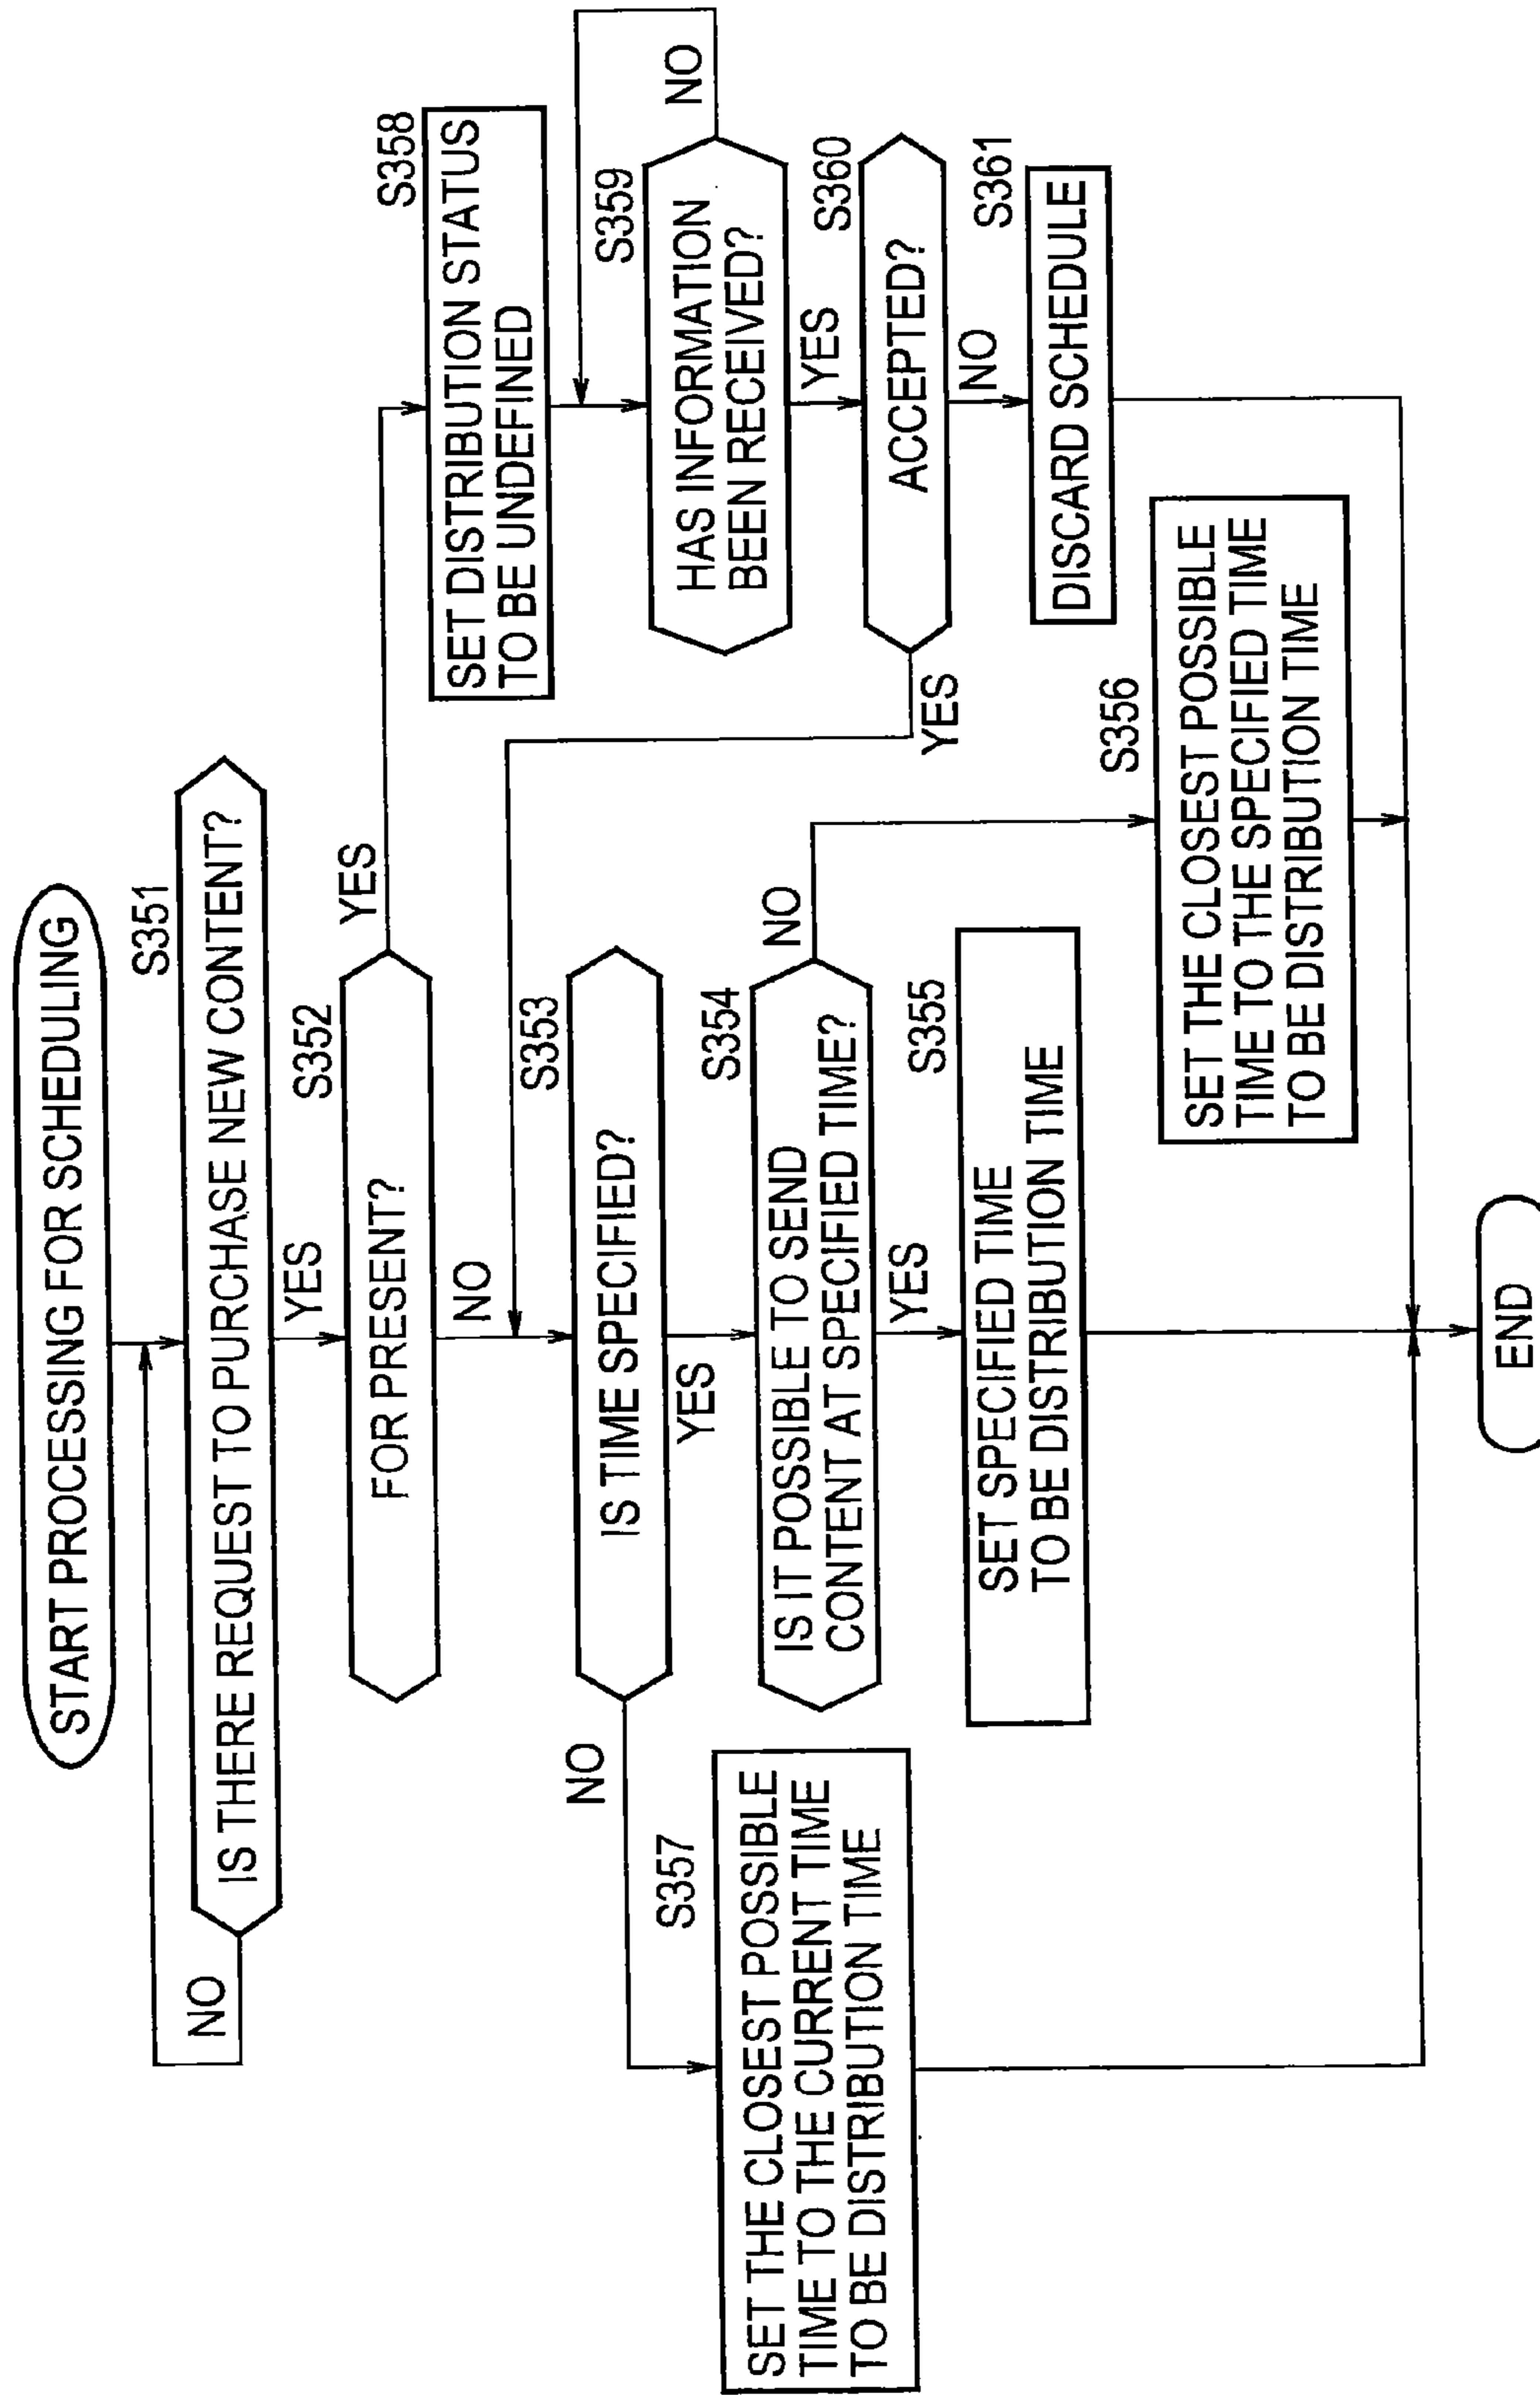 START PROCESSING FOR SCHEDULING
S351
IS THERE REQUEST TO PURCHASE NEW CONTENT?
NO
YES
S352
FOR PRESENT?
YES
NO
S353
IS TIME SPECIFIED?
NO
YES
S354
IS IT POSSIBLE TO SEND
CONTENT AT SPECIFIED TIME?
NO
YES
S355
SET SPECIFIED TIME
TO BE DISTRIBUTION TIME
S356
SET THE CLOSEST POSSIBLE
TIME TO THE SPECIFIED TIME
TO BE DISTRIBUTION TIME
S357
SET THE CLOSEST POSSIBLE
TIME TO THE CURRENT TIME
TO BE DISTRIBUTION TIME
S358
SET DISTRIBUTION STATUS
TO BE UNDEFINED
S359
HAS INFORMATION
BEEN RECEIVED?
NO
YES
S360
ACCEPTED?
YES
NO
S361
DISCARD SCHEDULE
END